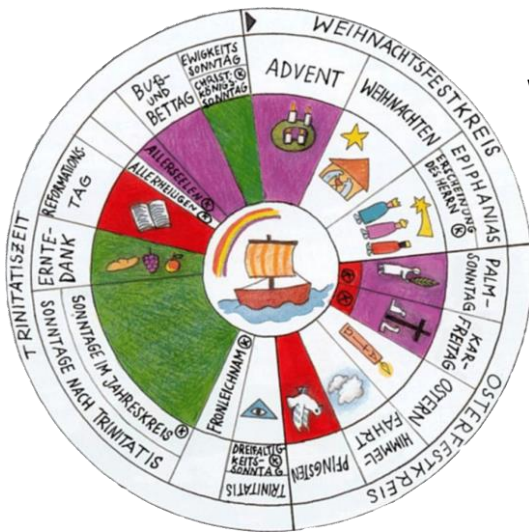 WEIHNACHTSFESTKREIS
ADVENT
WEIHNACHTEN
EPIPHANIAS
ERSCHEINUNG
DES HERRN
PALM-
SONNTAG
KAR-
FREITAG
OSTERN
HIMMEL-
FAHRT
PFINGSTEN
OSTERFESTKREIS
TRINITATIS
DREIFALTIG
KEITS-
SONNTAG
FRONLEICHNAM
SONNTAGE NACH TRINITATIS
SONNTAGE IM JAHRESKREIS
ERNTE-
DANK
REFORMATIONS-
TAG
ALLERHEILIGEN
ALLERSEELEN
BUß-
UND
BETTAG
EWIGKEITS
SONNTAG
CHRIST-
KÖNIGS-
SONNTAG
TRINITATISZEIT